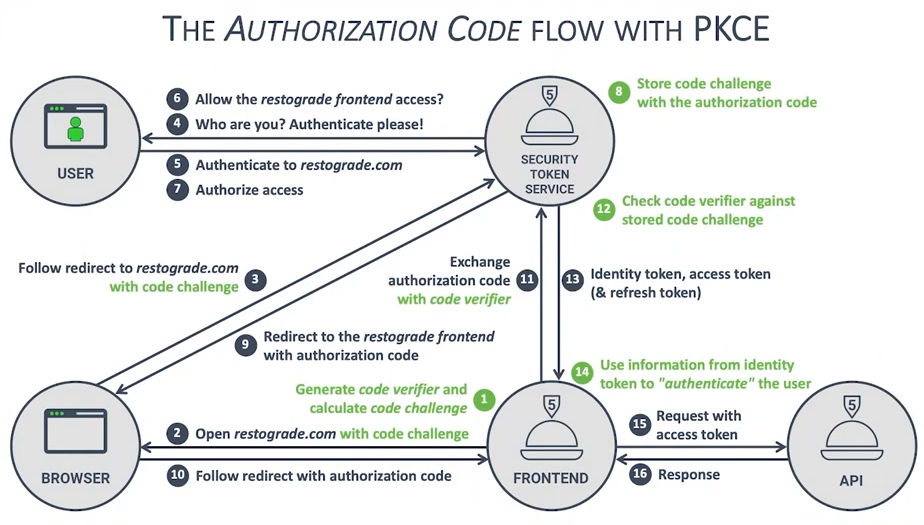 THE AUTHORIZATION CODE FLOW WITH PKCE
6 Allow the restograde frontend access?
4 Who are you? Authenticate please!
5 Authenticate to restograde.com
7 Authorize access
USER
5
SECURITY
TOKEN
SERVICE
8 Store code challenge
with the authorization code
12 Check code verifier against
stored code challenge
Follow redirect to restograde.com
with code challenge
3
9 Redirect to the restograde frontend
with authorization code
Exchange
authorization code
with code verifier
11
13 Identity token, access token
(& refresh token)
14 Use information from identity
token to "authenticate" the user
Generate code verifier and
calculate code challenge
1
2 Open restograde.com with code challenge
10 Follow redirect with authorization code
BROWSER
5
FRONTEND
15 Request with
access token
16 Response
5
API